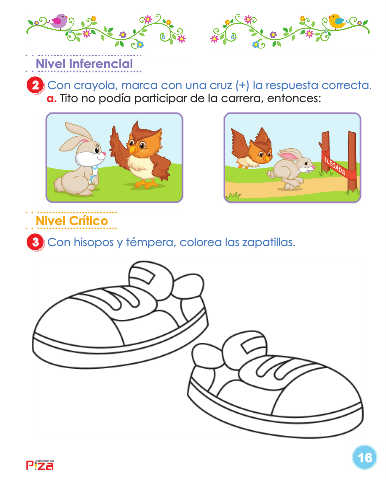 Nivel Inferencial
2 Con crayola, marca con una cruz (+) la respuesta correcta.
a. Tito no podía participar de la carrera, entonces:
Nivel Crítico
3 Con hisopos y témpera, colorea las zapatillas.
PIZA
16